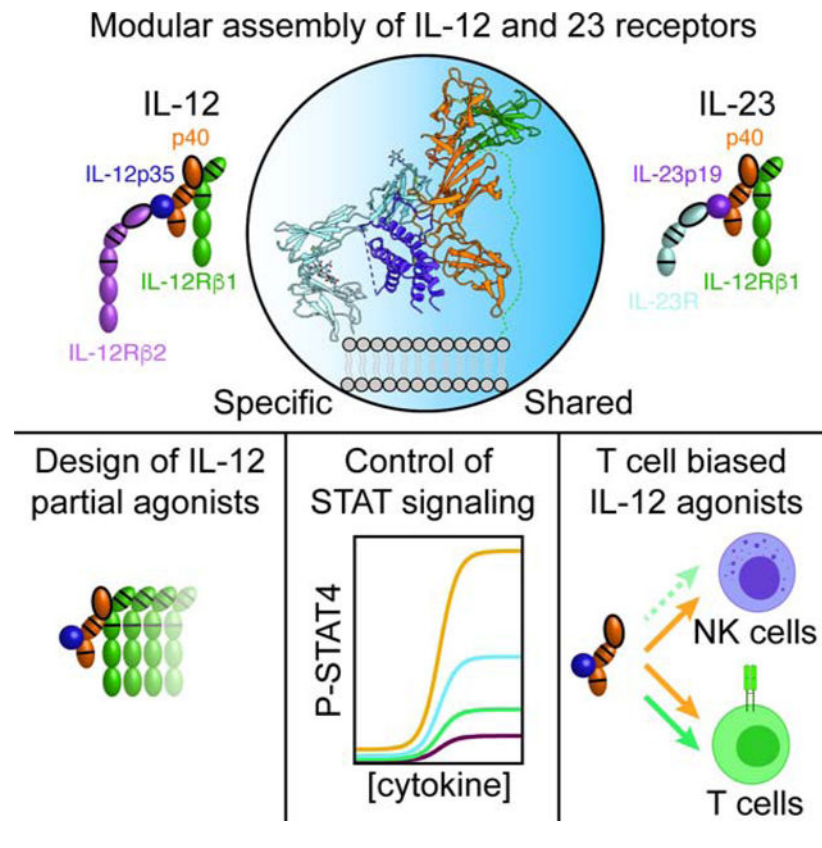 Modular assembly of IL-12 and 23 receptors
IL-12
p40
IL-12p35
IL-12Rβ1
IL-12Rβ2
IL-23
p40
IL-23p19
IL-12Rβ1
IL-23R
Specific
Shared
Design of IL-12
partial agonists
Control of
STAT signaling
P-STAT4
[cytokine]
T cell biased
IL-12 agonists
NK cells
T cells